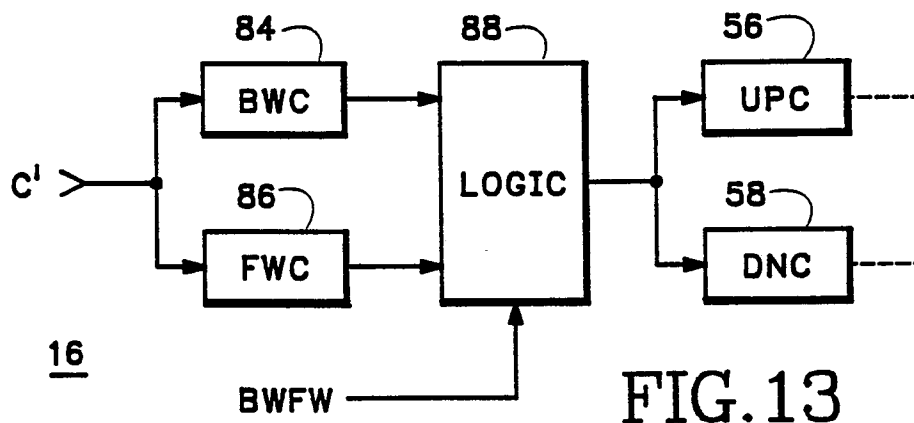 84
88
56
BWC
UPC
C'
LOGIC
86
58
FWC
DNC
16
BWFW
FIG.13